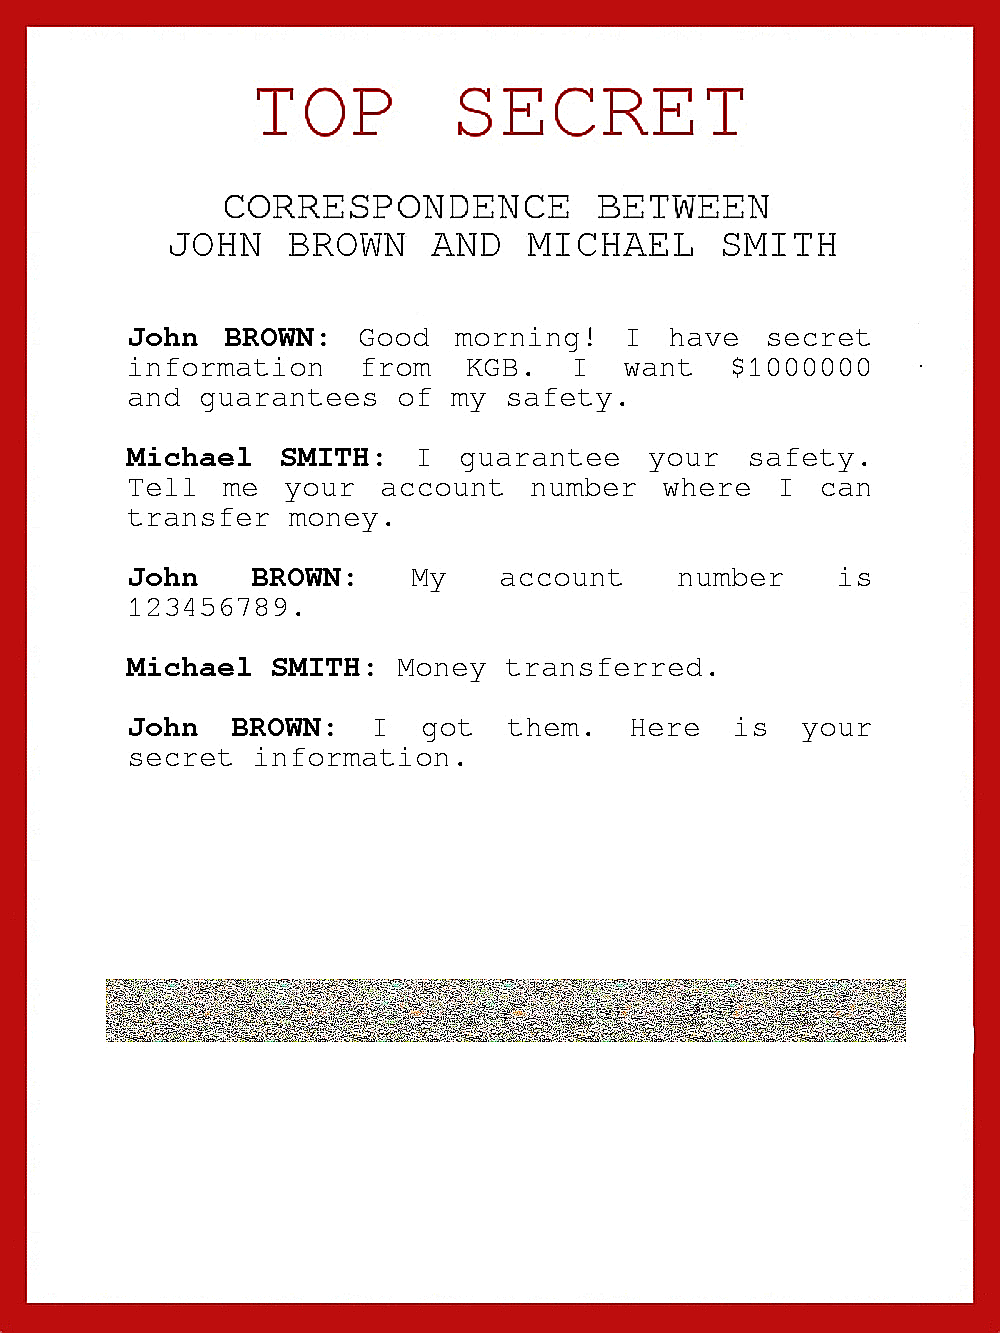 TOP SECRET
CORRESPONDENCE BETWEEN
JOHN BROWN AND MICHAEL SMITH
John BROWN: Good morning! I have secret
information from KGB. I want $1000000
and guarantees of my safety.
Michael SMITH: I guarantee your safety.
Tell me your account number where I can
transfer money.
John BROWN: My account number is
123456789.
Michael SMITH: Money transferred.
John BROWN: I got them. Here is your
secret information.